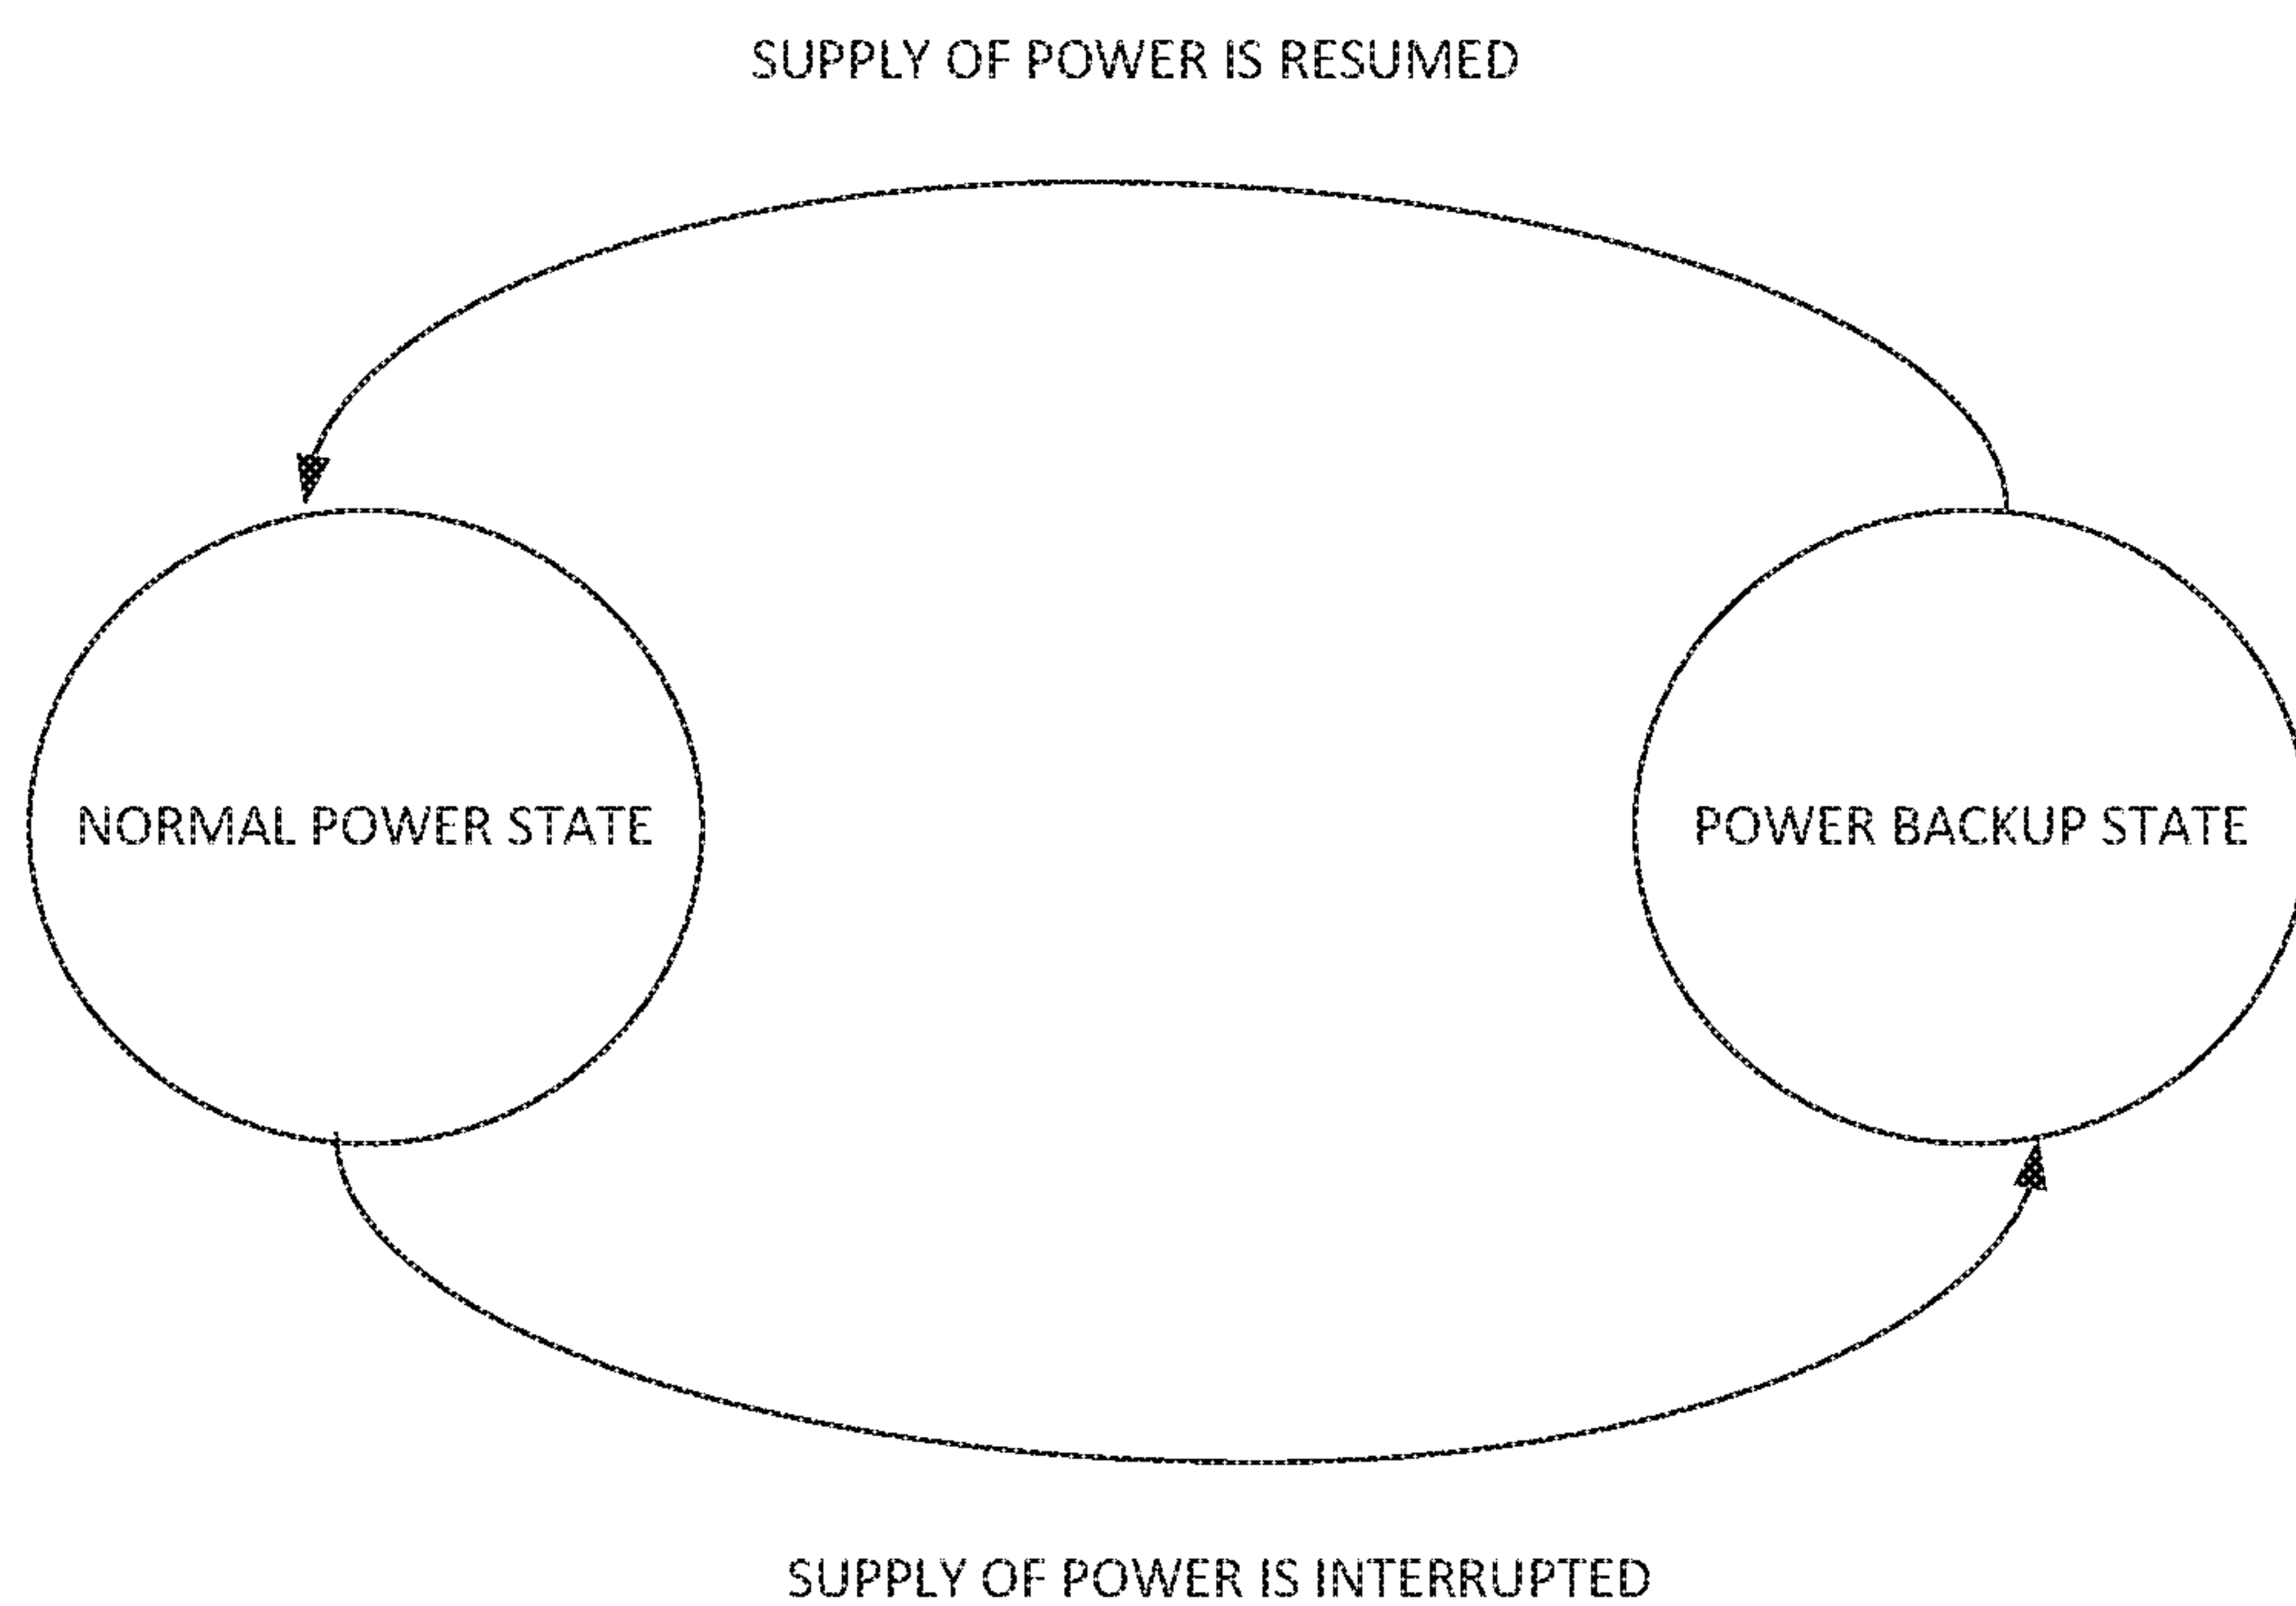 SUPPLY OF POWER IS RESUMED
NORMAL POWER STATE
POWER BACKUP STATE
SUPPLY OF POWER IS INTERRUPTED